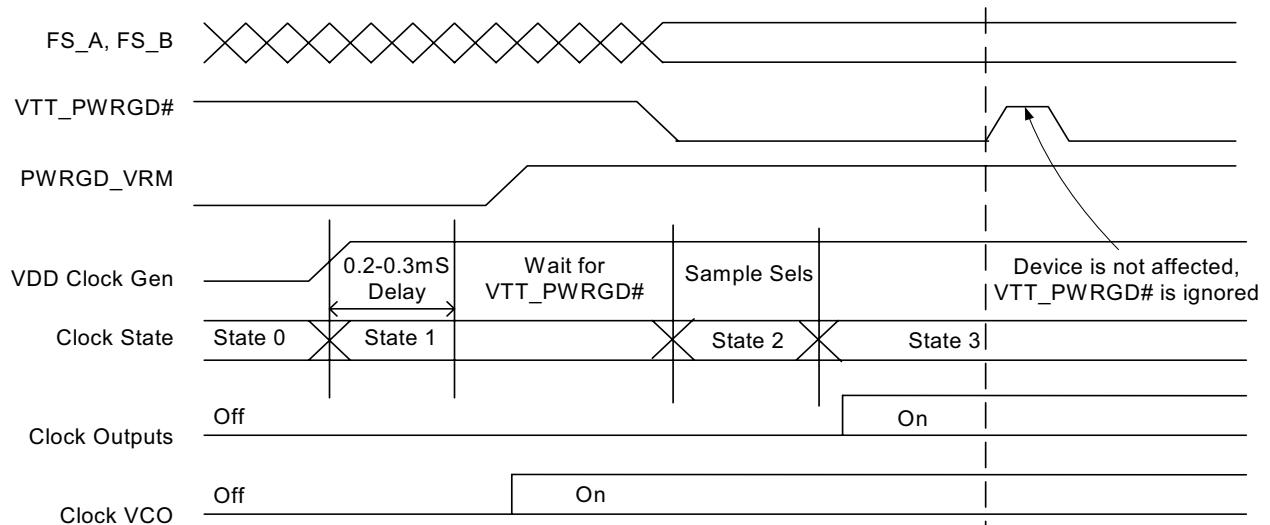 FS_A, FS_B
VTT_PWRGD#
PWRGD_VRM
VDD Clock Gen
0.2-0.3mS
Delay
Wait for
VTT_PWRGD#
Sample Sels
Device is not affected,
VTT_PWRGD# is ignored
Clock State
State 0
State 1
State 2
State 3
Clock Outputs
Off
On
Clock VCO
Off
On